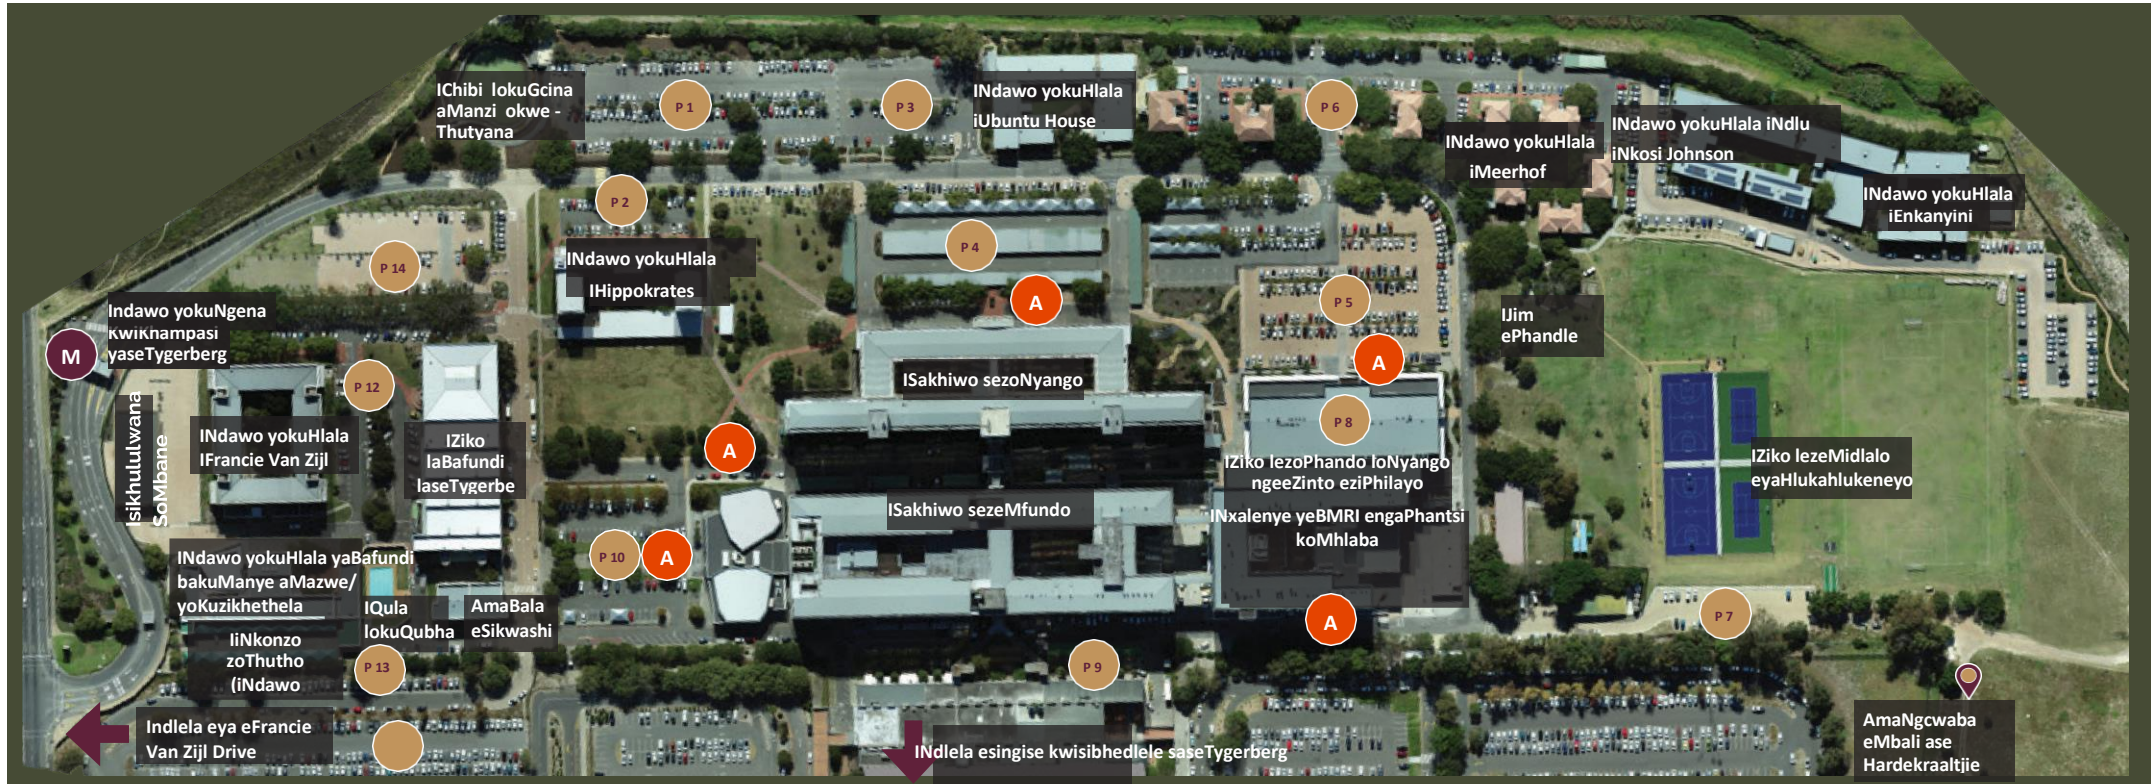 IChibi lokuGcina
aManzi okwe -
Thutyana
P 1
P 3
INdawo yokuHlala
iUbuntu House
P 6
INdawo yokuHlala
iMeerhof
INdawo yokuHlala iNdlu
iNkosi Johnson
INdawo yokuHlala
iEnkanyini
P 2
P 14
INdawo yokuHlala
IHippokrates
P 4
A
P 5
A
IJim
ePhandle
Indawo yokuNgena
KwiKhampasi
yaseTygerberg
M
P 12
ISakhiwo sezoNyango
P 8
Isikhululwana
SoMbane
INdawo yokuHlala
IFrancie Van Zijl
IZiko
laBafundi
laseTygerbe
A
IZiko lezoPhando loNyango
ngeeZinto eziPhilayo
INxalenye yeBMRI engaPhantsi
koMhlaba
IZiko lezeMidlalo
eyaHlukahlukeneyo
ISakhiwo sezeMfundo
P 10
A
INdawo yokuHlala yaBafundi
bakuManye aMazwe/
yoKuzikhethela
IQula
lokuQubha
AmaBala
eSikwashi
A
P 7
IiNkonzo
zoThutho
(iNdawo
P 13
P 9
Indlela eya eFrancie
Van Zijl Drive
INdlela esingise kwisibhedlele saseTygerberg
AmaNgcwaba
eMbali ase
Hardekraaltjie